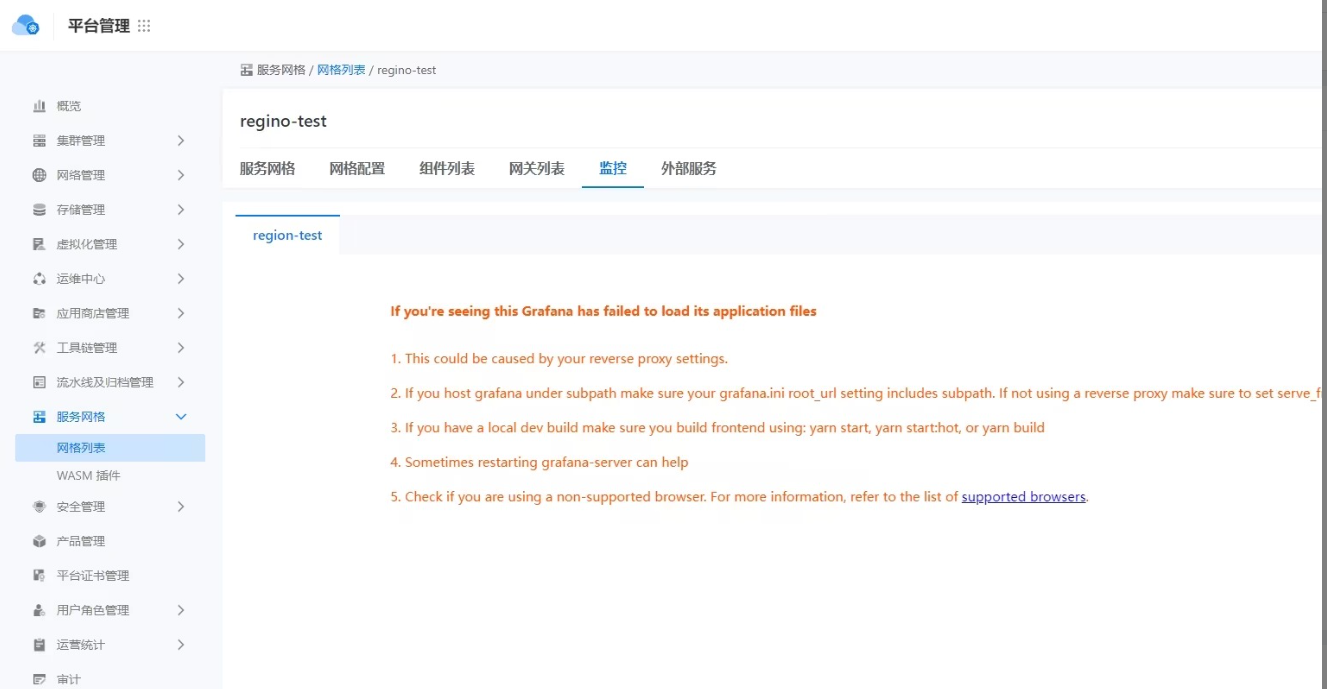 平台管理
服务网格 / 网格列表 / regino-test
概览
集群管理
网络管理
存储管理
虚拟化管理
运维中心
应用商店管理
工具链管理
流水线及归档管理
服务网格
网格列表
WASM 插件
安全管理
产品管理
平台证书管理
用户角色管理
运营统计
审计
regino-test
服务网格 网格配置 组件列表 网关列表 监控 外部服务
region-test
If you're seeing this Grafana has failed to load its application files
1. This could be caused by your reverse proxy settings.
2. If you host grafana under subpath make sure your grafana.ini root_url setting includes subpath. If not using a reverse proxy make sure to set serve_f
3. If you have a local dev build make sure you build frontend using: yarn start, yarn start:hot, or yarn build
4. Sometimes restarting grafana-server can help
5. Check if you are using a non-supported browser. For more information, refer to the list of supported browsers.